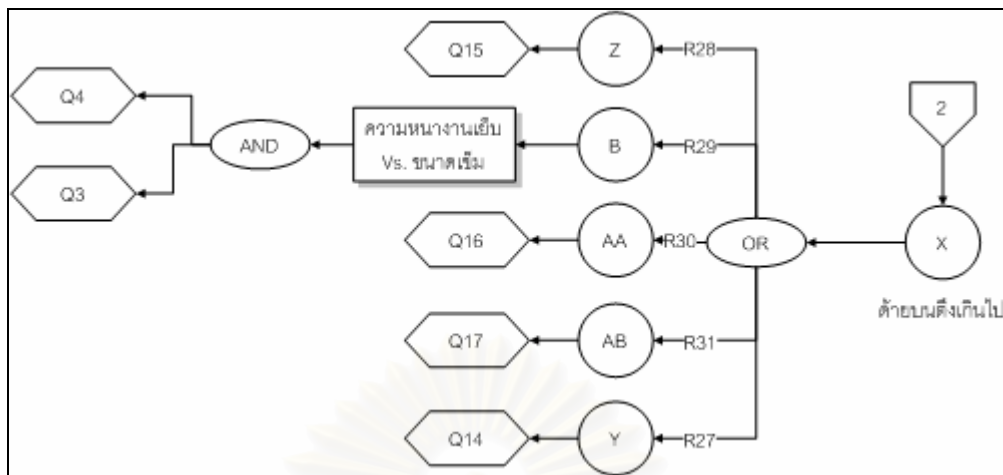 Q15
Z
R28
Q4
2
AND
ความหนางานเย็บ
Vs. ขนาดเข็ม
B
R29
Q3
Q16
AA
R30
OR
X
ด้ายบนตึงเกินไป
Q17
AB
R31
Q14
Y
R27